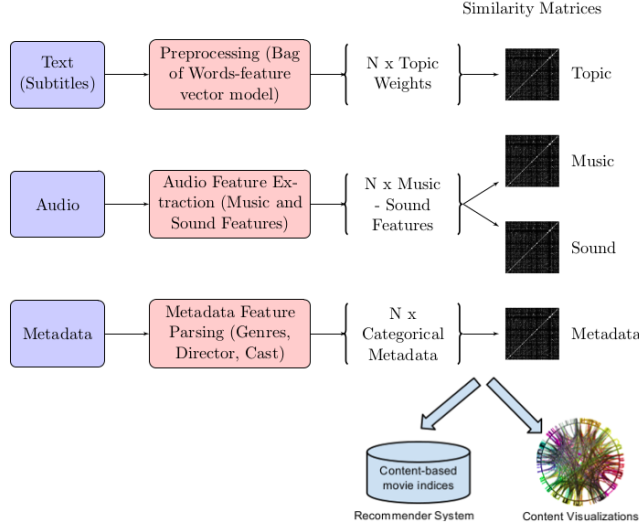 Similarity Matrices
Text
(Subtitles)
Preprocessing (Bag
of Words-feature
vector model)
N x Topic
Weights
Topic
Music
Audio
Audio Feature Ex-
traction (Music and
Sound Features)
N x Music
- Sound
Features
Sound
Metadata
Metadata Feature
Parsing (Genres,
Director, Cast)
N x
Categorical
Metadata
Metadata
Content-based
movie indices
Recommender System
Content Visualizations